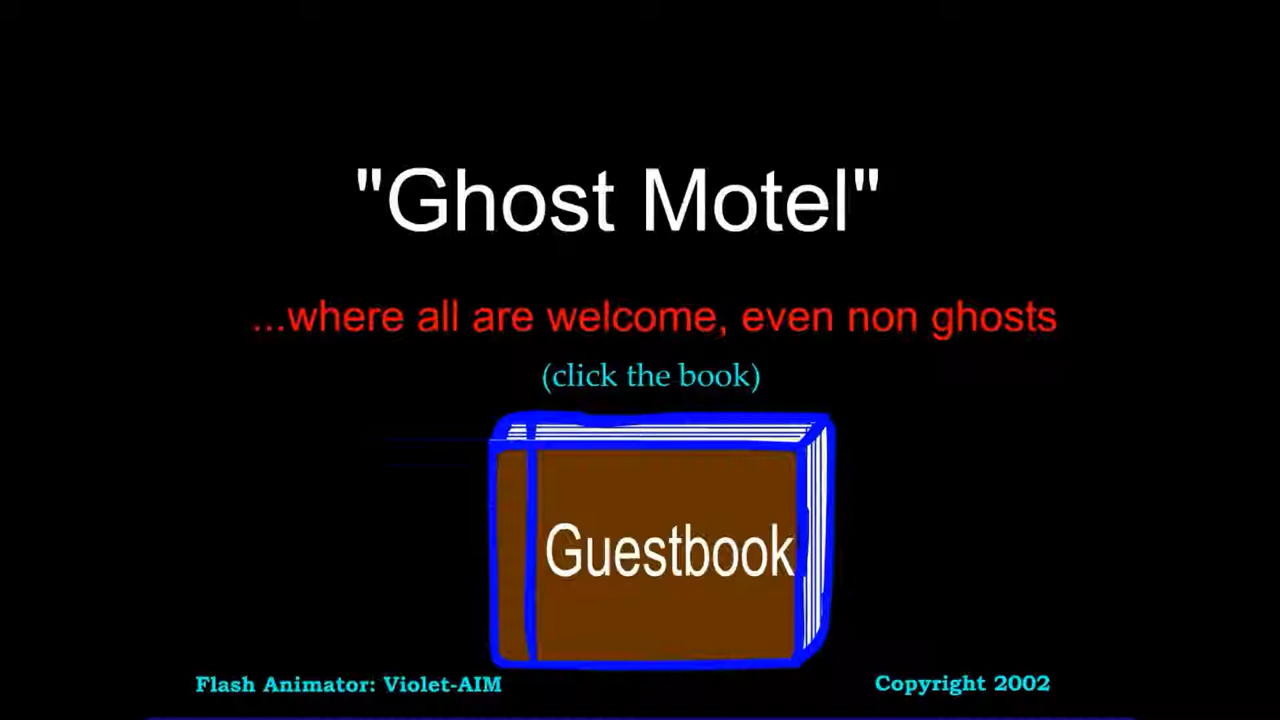 "Ghost Motel"
...where all are welcome, even non ghosts
(click the book)
Guestbook
Flash Animator: Violet-AIM
Copyright 2002